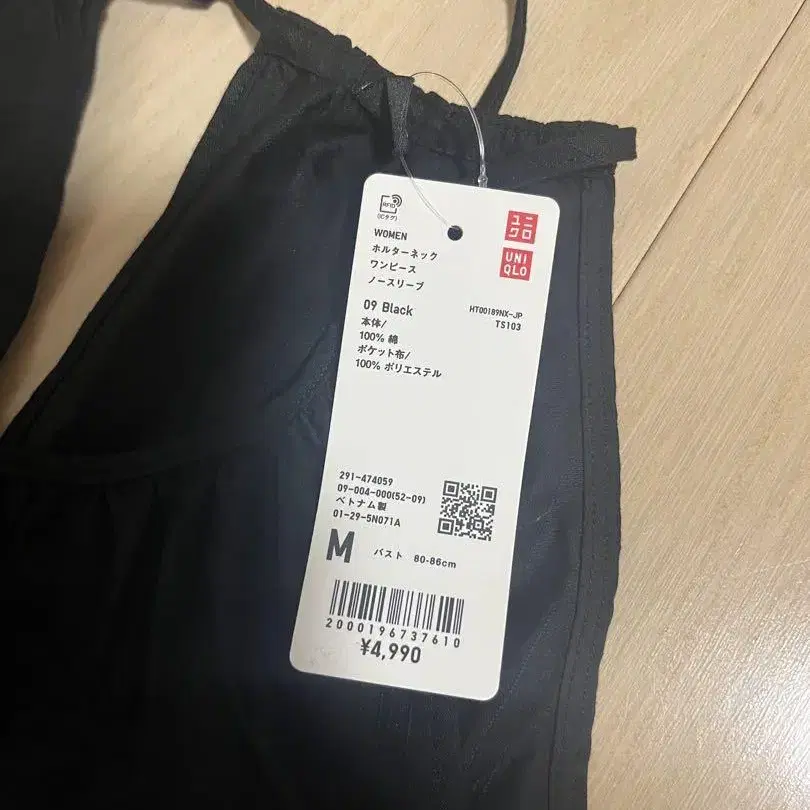 RFID
(ICタグ)
ユニ
クロ
UNI
QLO
WOMEN
ホルターネック
ワンピース
ノースリーブ
09 Black
HT00189NX-JP
TS103
本体/
100% 綿
ポケット布/
100% ポリエステル
291-474059
09-004-000(52-09)
ベトナム製
01-29-5N071A
M バスト 80-86cm
2000196737610
¥4,990